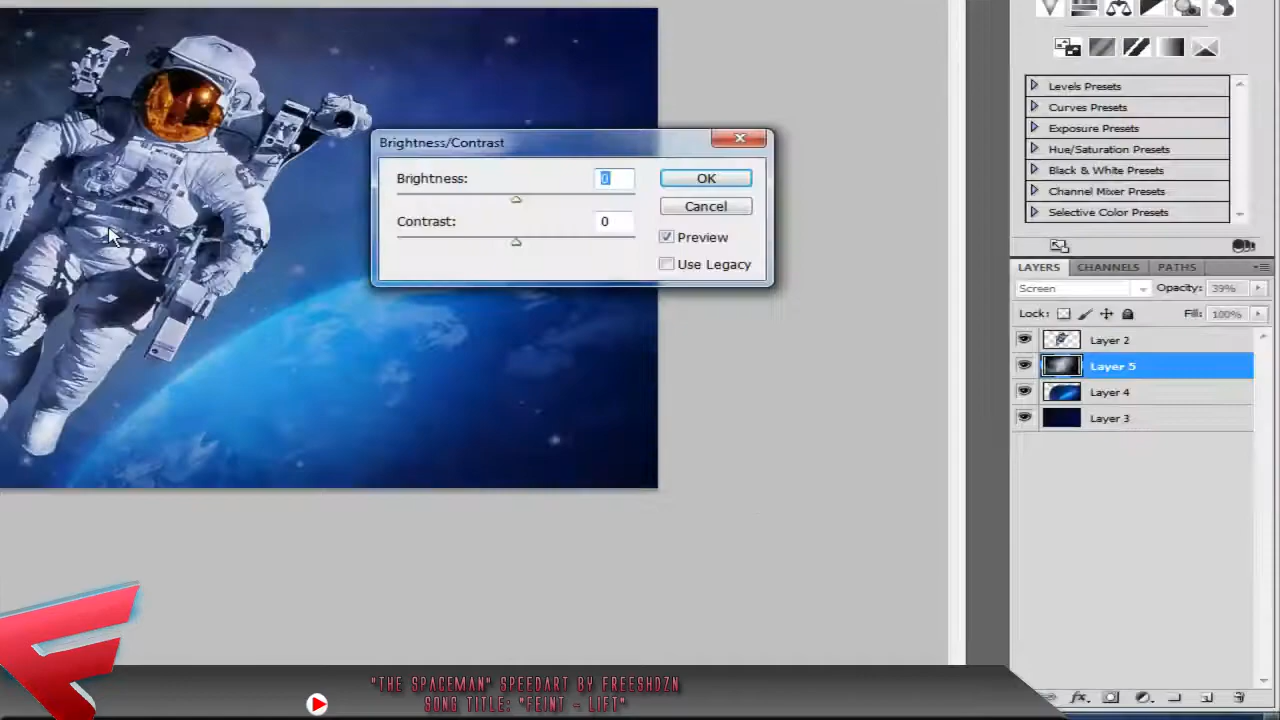 Brightness/Contrast
Brightness:
0
OK
Contrast:
0
Cancel
Preview
Use Legacy
Levels Presets
Curves Presets
Exposure Presets
Hue/Saturation Presets
Black & White Presets
Channel Mixer Presets
Selective Color Presets
LAYERS
CHANNELS
PATHS
Screen
Opacity:
39%
Lock:
Fill:
100%
Layer 2
Layer 5
Layer 4
Layer 3
fx.
"THE SPACEMAN" SPEEDART BY FREESHDZN
SONG TITLE: "FEINT - LIFT"